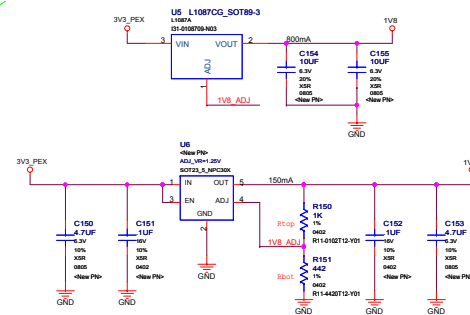 U5 L1087CG_SOT89-3
L1087A
I31-0108709-N03
3V3_PEX
3
VIN
VOUT
2
800mA
1V8
ADJ
1
1V8_ADJ
C154
10UF
6.3V
20%
X5R
0805
<New PN>
C155
10UF
6.3V
20%
X5R
0805
<New PN>
GND
U6
<New PN>
ADJ_VR=1.25V
SOT23_5_NPC30X
3V3_PEX
1
IN
OUT
5
150mA
1V
3
EN
ADJ
4
GND
2
GND
C150
4.7UF
6.3V
10%
X5R
0805
<New PN>
GND
C151
.1UF
16V
10%
X5R
0402
<New PN>
GND
Rtop
R150
1K
1%
0402
R11-0102T12-Y01
1V8_ADJ
Rbot
R151
442
1%
0402
R11-4420T12-Y01
GND
C152
.1UF
16V
10%
X5R
0402
<New PN>
GND
C153
4.7UF
6.3V
10%
X5R
0805
<New PN
GND